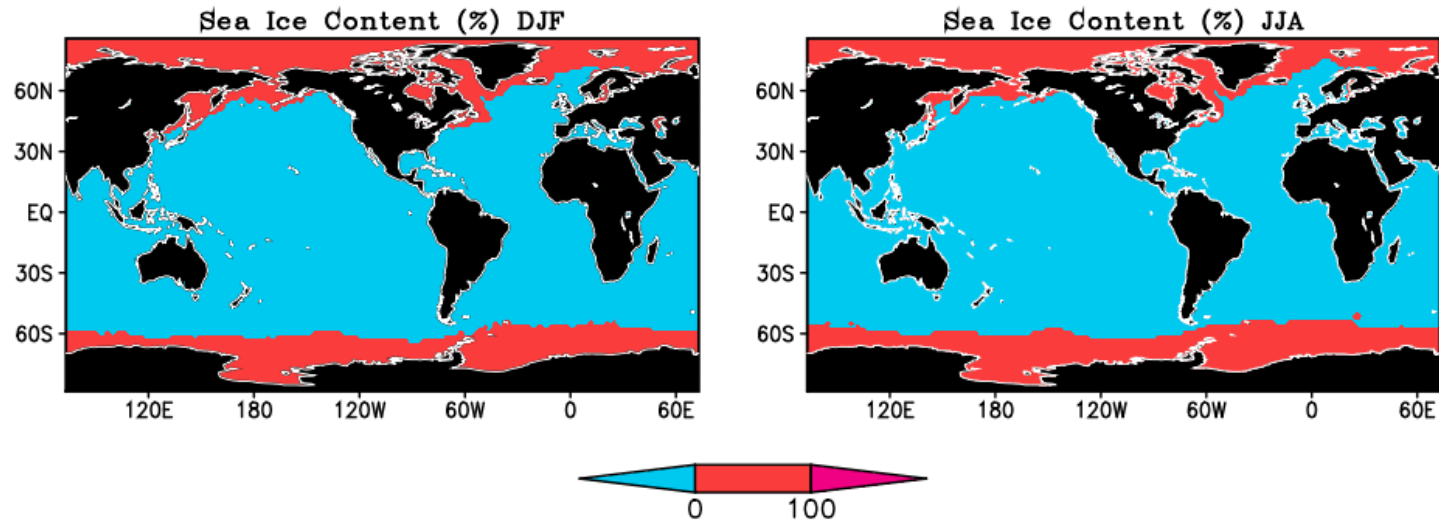 Sea Ice Content (%) DJF
60N
30N
EQ
30S
60S
120E 180 120W 60W 0 60E
Sea Ice Content (%) JJA
60N
30N
EQ
30S
60S
120E 180 120W 60W 0 60E
0 100